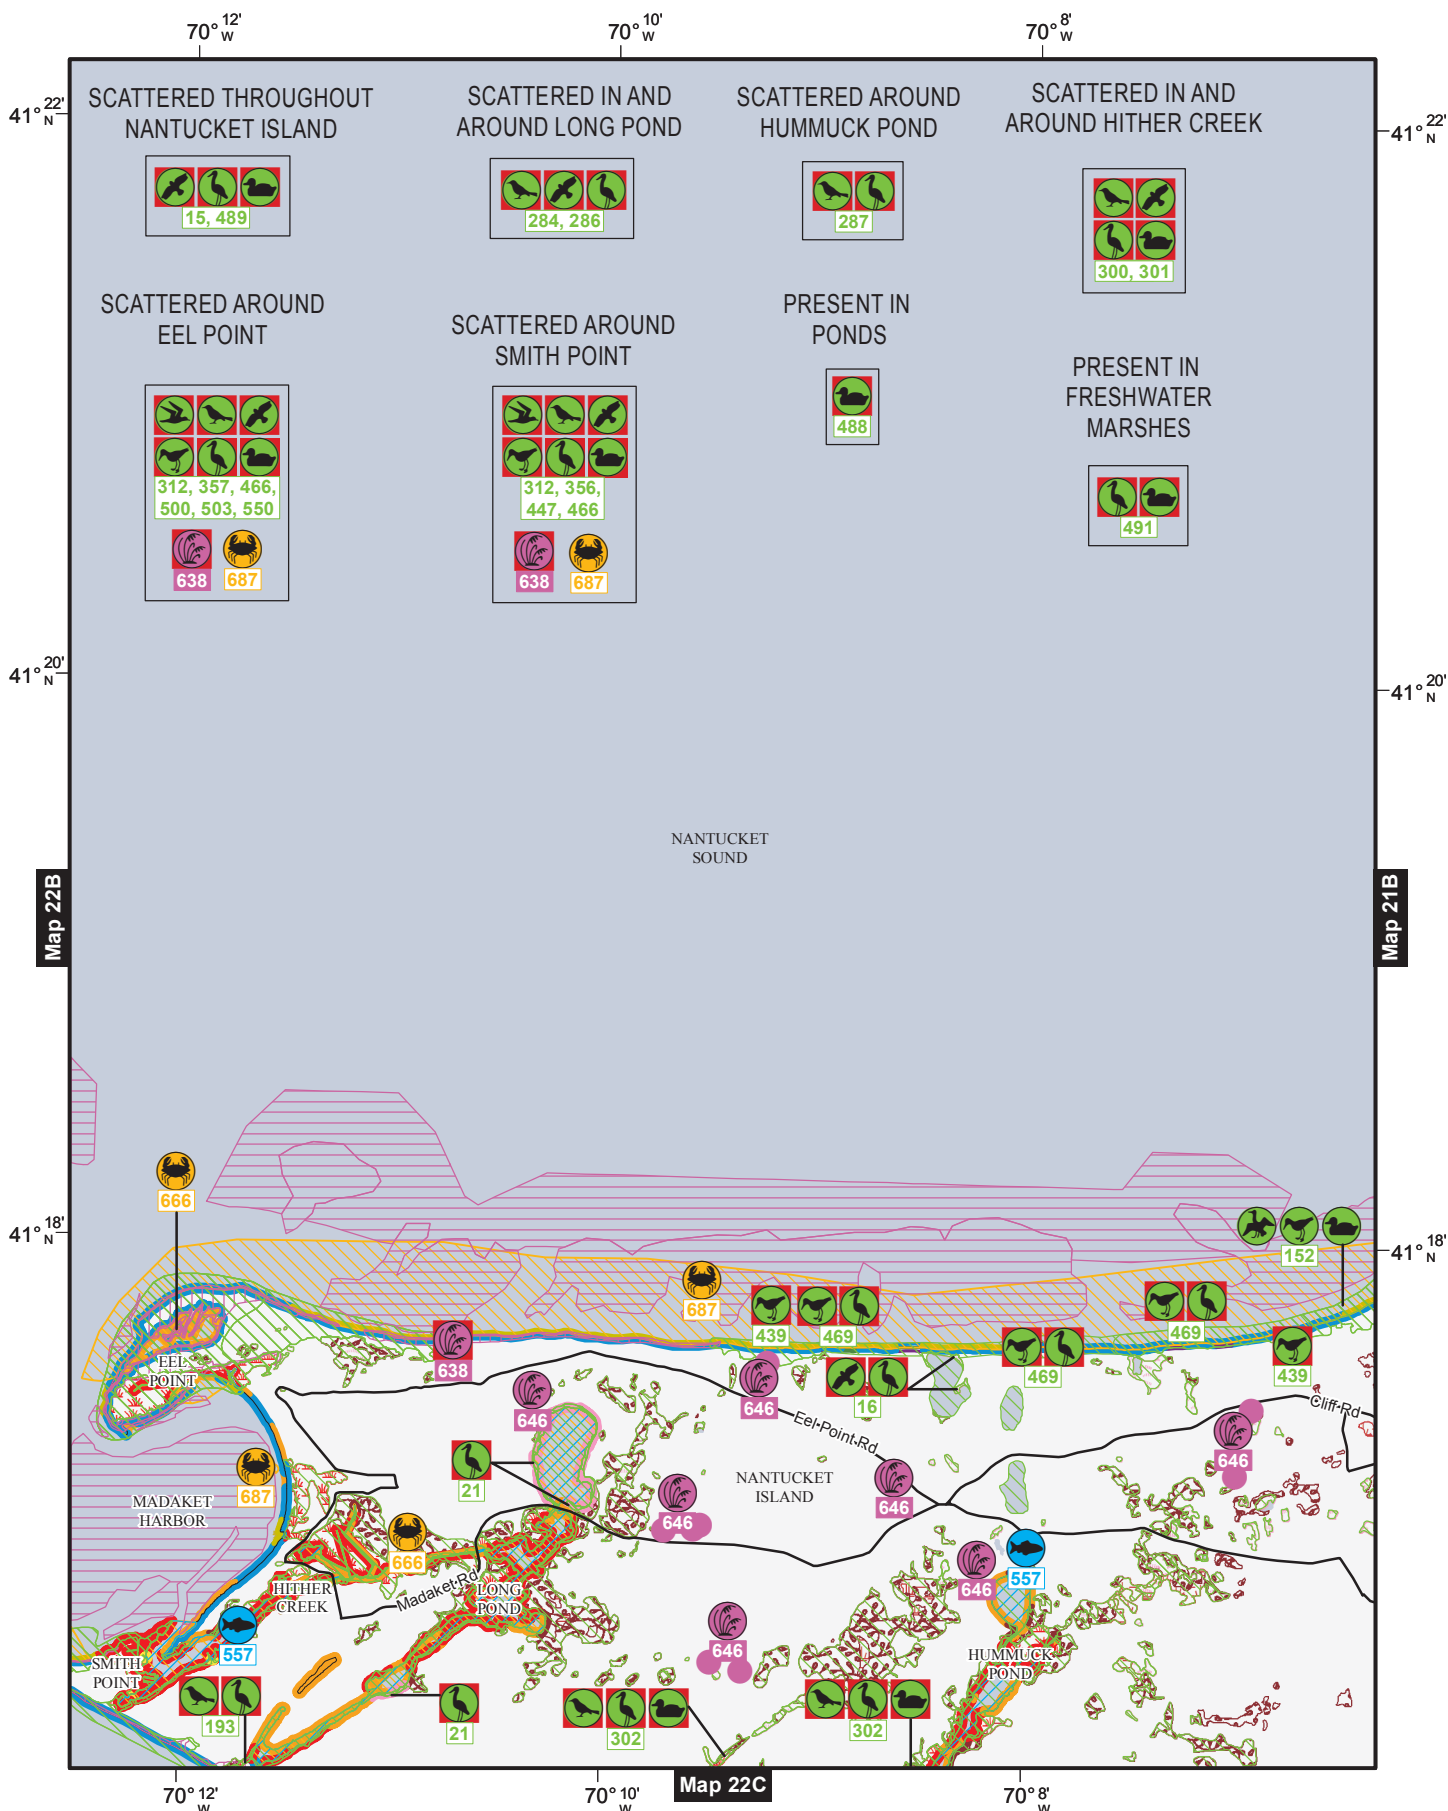 70° 12' W
70° 10' W
70° 8' W
41° 22' N
41° 22' N
SCATTERED THROUGHOUT
NANTUCKET ISLAND
15, 489
SCATTERED IN AND
AROUND LONG POND
284, 286
SCATTERED AROUND
HUMMUCK POND
287
SCATTERED IN AND
AROUND HITHER CREEK
300, 301
SCATTERED AROUND
EEL POINT
312, 357, 466,
500, 503, 550
638
687
SCATTERED AROUND
SMITH POINT
312, 356,
447, 466
638
687
PRESENT IN
PONDS
488
PRESENT IN
FRESHWATER
MARSHES
491
41° 20' N
41° 20' N
NANTUCKET
SOUND
Map 22B
Map 21B
666
41° 18' N
41° 18' N
152
687
439
469
469
638
469
439
EEL
POINT
646
646
16
Eel Point Rd
Cliff Rd
646
21
687
MADAKET
HARBOR
646
NANTUCKET
ISLAND
646
666
646
557
HITHER
CREEK
Madaket Rd
LONG
POND
557
646
SMITH
POINT
HUMMUCK
POND
193
21
302
302
Map 22C
70° 12' W
70° 10' W
70° 8' W